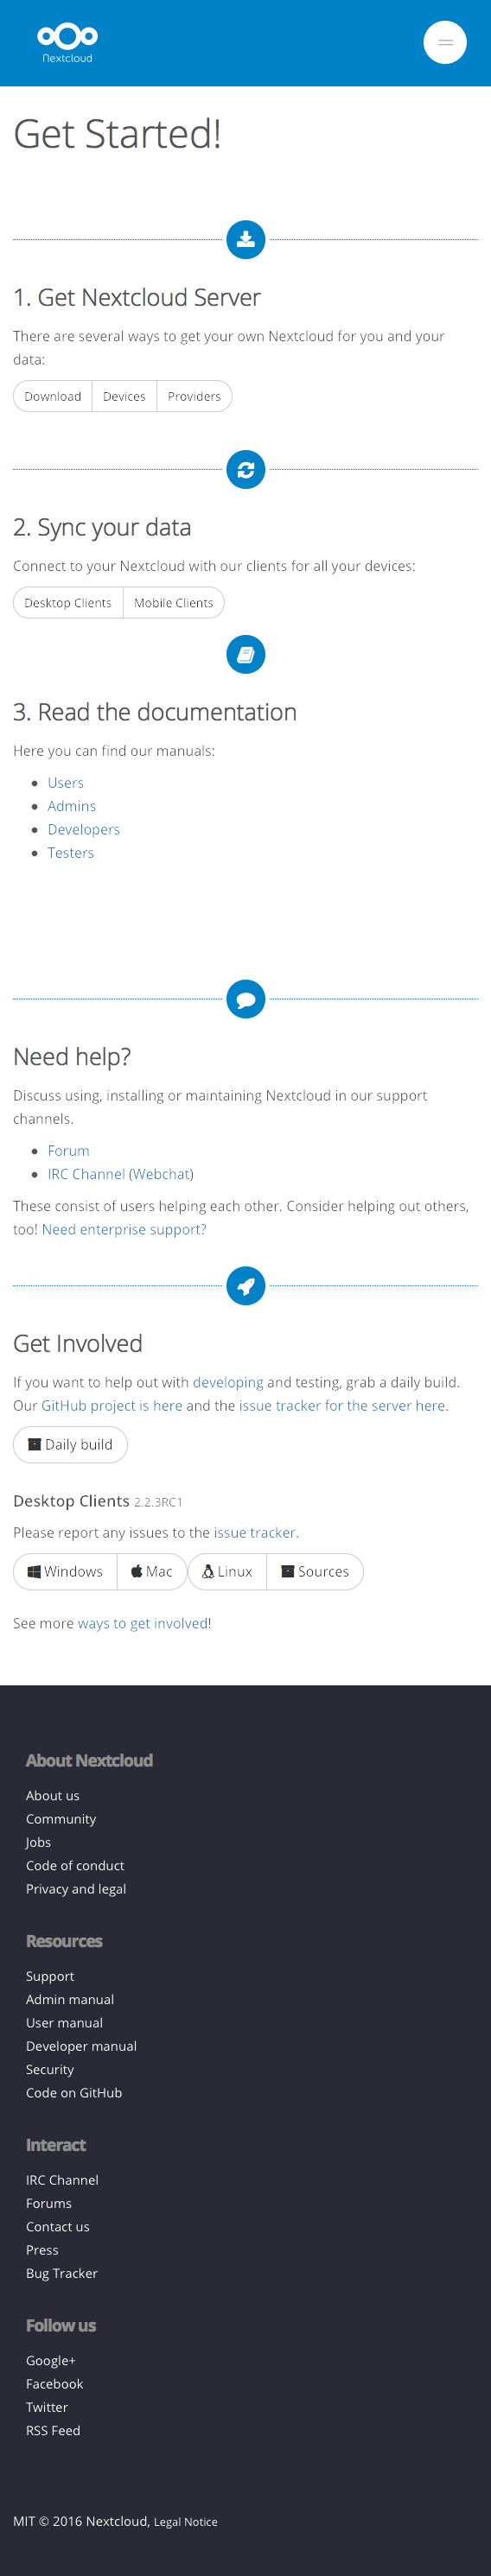 Nextcloud
Get Started!
1. Get Nextcloud Server
There are several ways to get your own Nextcloud for you and your
data:
Download Devices Providers
2. Sync your data
Connect to your Nextcloud with our clients for all your devices:
Desktop Clients Mobile Clients
3. Read the documentation
Here you can find our manuals:
Users
Admins
Developers
Testers
Need help?
Discuss using, installing or maintaining Nextcloud in our support
channels.
Forum
IRC Channel (Webchat)
These consist of users helping each other. Consider helping out others,
too! Need enterprise support?
Get Involved
If you want to help out with developing and testing, grab a daily build.
Our GitHub project is here and the issue tracker for the server here.
Daily build
Desktop Clients 2.2.3RC1
Please report any issues to the issue tracker.
Windows Mac Linux Sources
See more ways to get involved!
About Nextcloud
About us
Community
Jobs
Code of conduct
Privacy and legal
Resources
Support
Admin manual
User manual
Developer manual
Security
Code on GitHub
Interact
IRC Channel
Forums
Contact us
Press
Bug Tracker
Follow us
Google+
Facebook
Twitter
RSS Feed
MIT © 2016 Nextcloud, Legal Notice